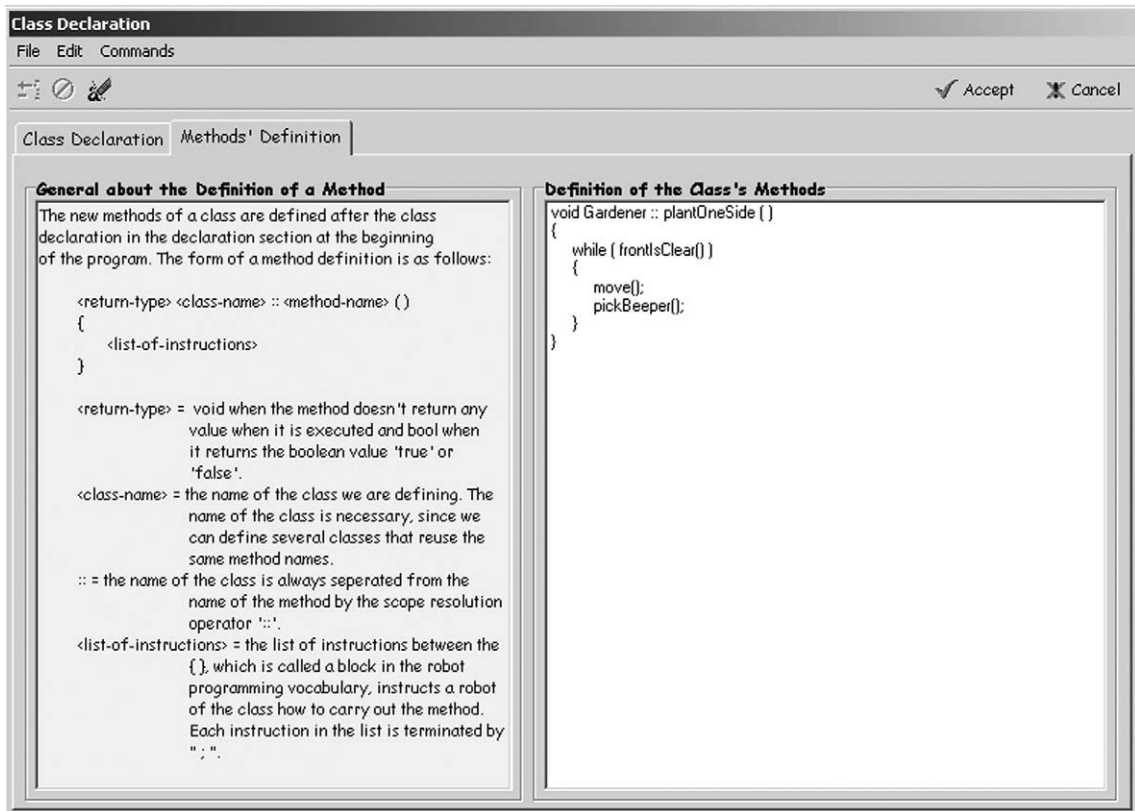 Class Declaration
File Edit Commands
Accept Cancel
Class Declaration Methods' Definition
General about the Definition of a Method
The new methods of a class are defined after the class
declaration in the declaration section at the beginning
of the program. The form of a method definition is as follows:
<return-type> <class-name> :: <method-name> ( )
{
<list-of-instructions>
}
<return-type> = void when the method doesn't return any
value when it is executed and bool when
it returns the boolean value 'true' or
'false'.
<class-name> = the name of the class we are defining. The
name of the class is necessary, since we
can define several classes that reuse the
same method names.
:: = the name of the class is always seperated from the
name of the method by the scope resolution
operator '::'.
<list-of-instructions> = the list of instructions between the
{ }, which is called a block in the robot
programming vocabulary, instructs a robot
of the class how to carry out the method.
Each instruction in the list is terminated by
" ; ".
Definition of the Class's Methods
void Gardener :: plantOneSide ( )
{
while ( frontIsClear() )
{
move();
pickBeeper();
}
}